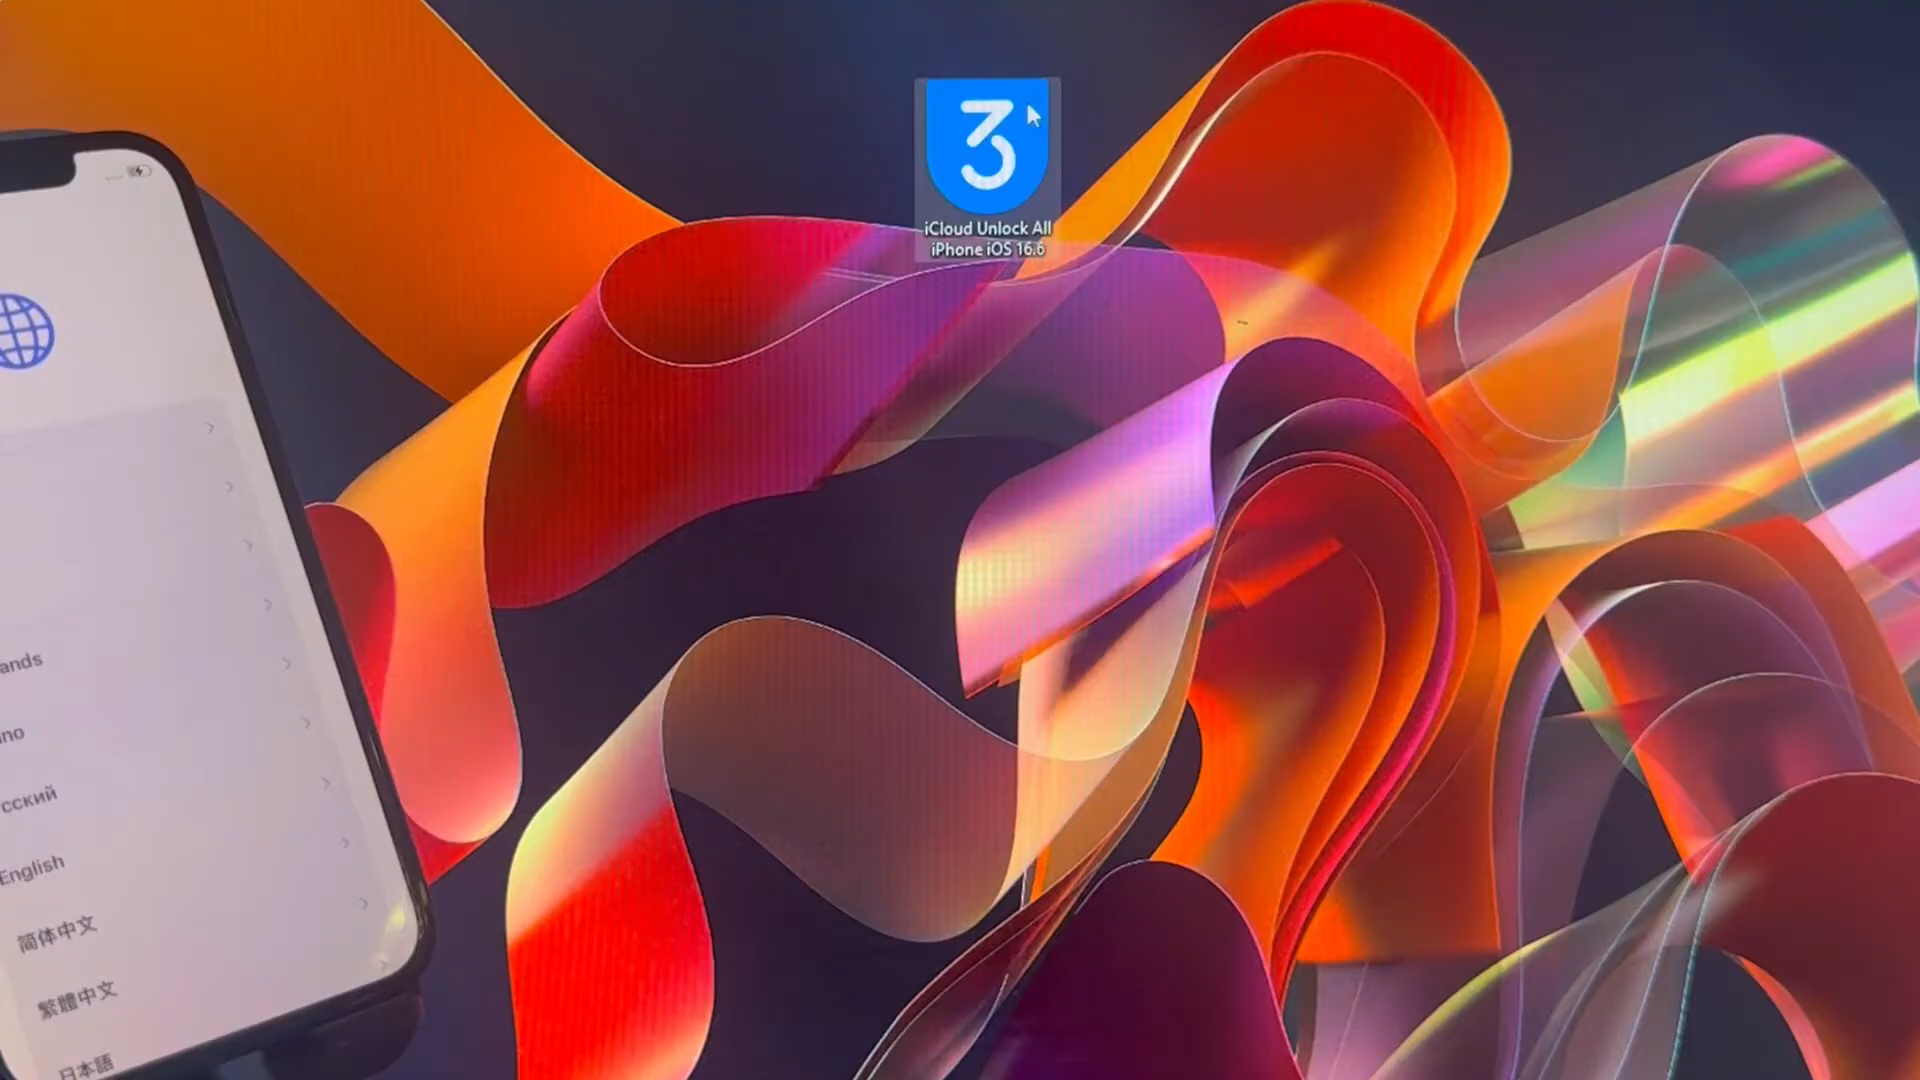 3
iCloud Unlock All
iPhone iOS 16.6
ands
no
сский
English
简体中文
繁體中文
日本語